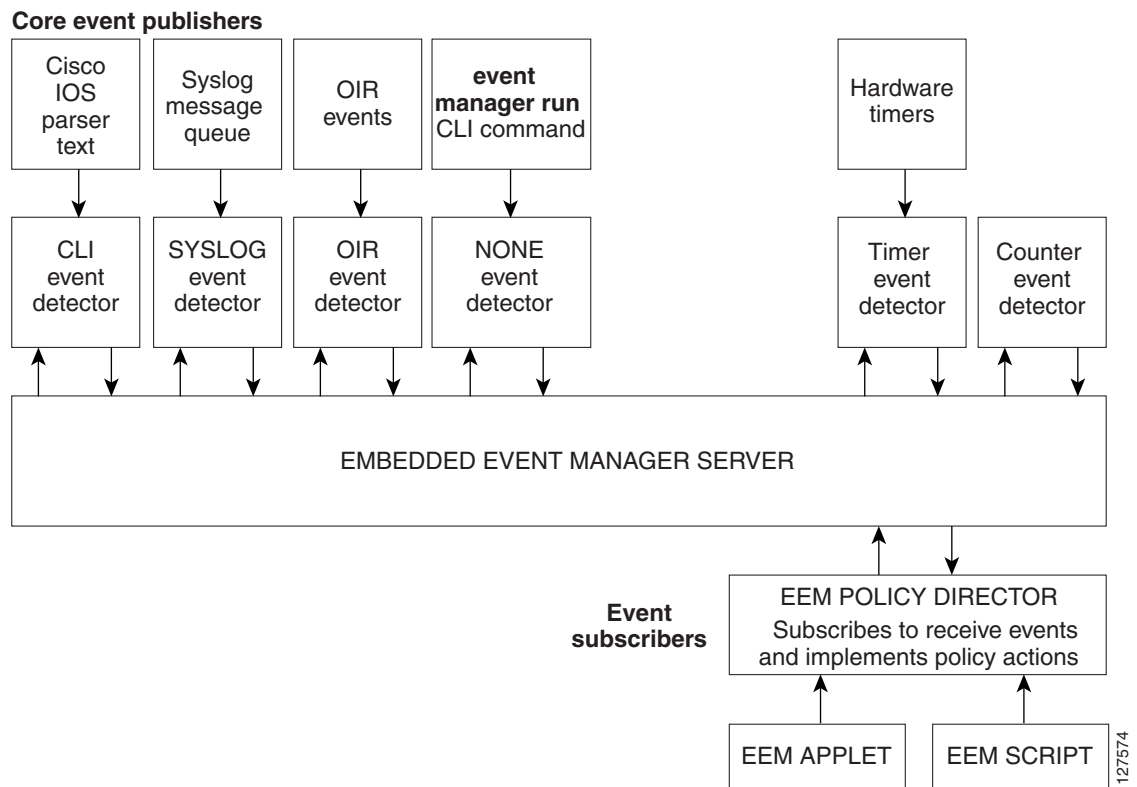 Core event publishers
Cisco
IOS
parser
text
Syslog
message
queue
OIR
events
event
manager run
CLI command
Hardware
timers
CLI
event
detector
SYSLOG
event
detector
OIR
event
detector
NONE
event
detector
Timer
event
detector
Counter
event
detector
EMBEDDED EVENT MANAGER SERVER
Event
subscribers
EEM POLICY DIRECTOR
Subscribes to receive events
and implements policy actions
EEM APPLET
EEM SCRIPT
127574